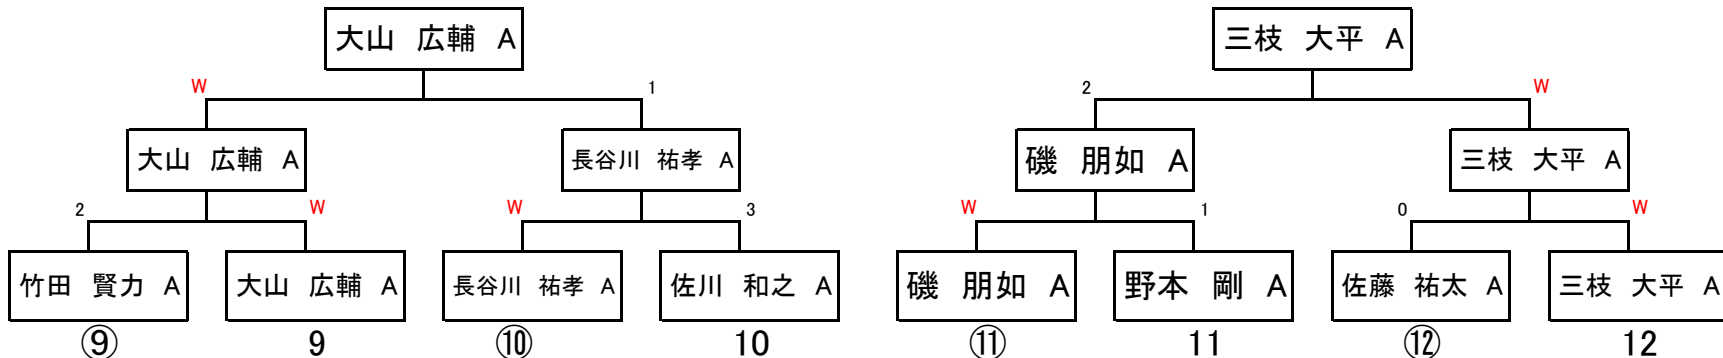 大山 広輔 A 三枝 大平 A
W 1 2 W
大山 広輔 A 長谷川 祐孝 A 磯 朋如 A 三枝 大平 A
2 W W 3 W 1 0 W
竹田 賢力 A 大山 広輔 A 長谷川 祐孝 A 佐川 和之 A 磯 朋如 A 野本 剛 A 佐藤 祐太 A 三枝 大平 A
⑨ 9 ⑩ 10 ⑪ 11 ⑫ 12